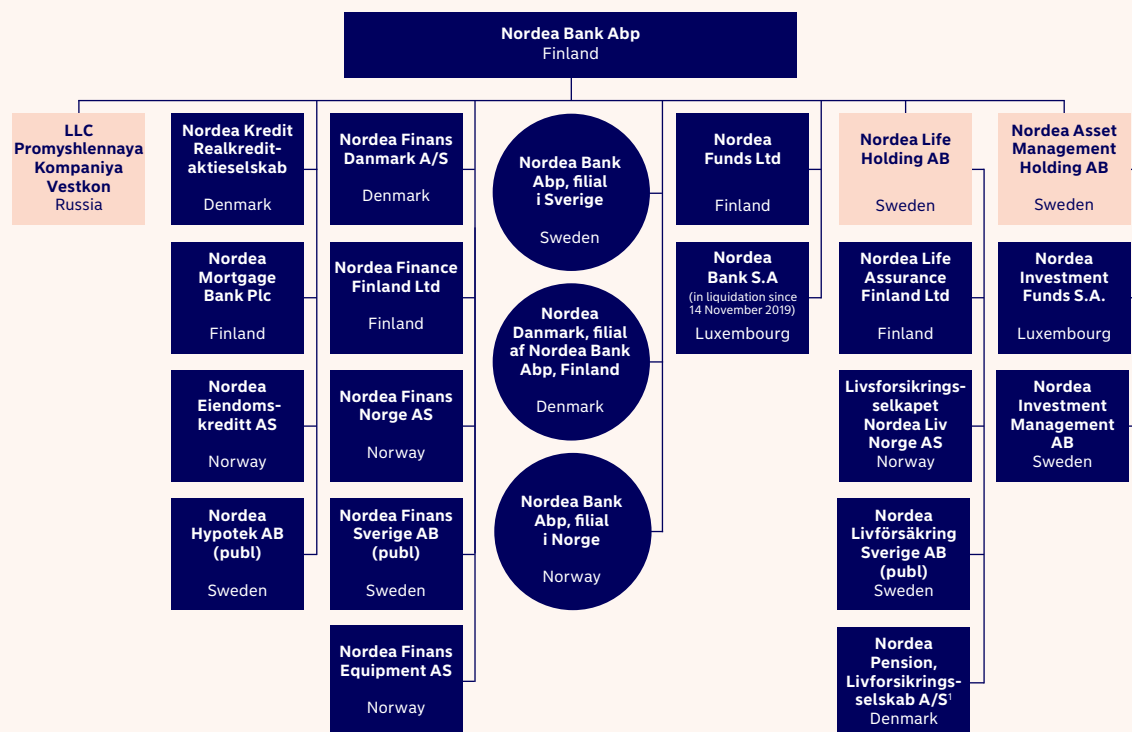 Nordea Bank Abp
Finland
LLC
Promyshlennaya
Kompaniya
Vestkon
Russia
Nordea Kredit
Realkredit-
aktieselskab
Denmark
Nordea
Mortgage
Bank Plc
Finland
Nordea
Eiendoms-
kreditt AS
Norway
Nordea
Hypotek AB
(publ)
Sweden
Nordea Finans
Danmark A/S
Denmark
Nordea Finance
Finland Ltd
Finland
Nordea Finans
Norge AS
Norway
Nordea Finans
Sverige AB
(publ)
Sweden
Nordea Finans
Equipment AS
Norway
Nordea Bank
Abp, filial
i Sverige
Sweden
Nordea
Danmark, filial
af Nordea Bank
Abp, Finland
Denmark
Nordea Bank
Abp, filial
i Norge
Norway
Nordea
Funds Ltd
Finland
Nordea
Bank S.A
(in liquidation since
14 November 2019)
Luxembourg
Nordea Life
Holding AB
Sweden
Nordea Life
Assurance
Finland Ltd
Finland
Livsforsikrings-
selkapet
Nordea Liv
Norge AS
Norway
Nordea
Livförsäkring
Sverige AB
(publ)
Sweden
Nordea
Pension,
Livforsikrings-
selskab A/S¹
Denmark
Nordea Asset
Management
Holding AB
Sweden
Nordea
Investment
Funds S.A.
Luxembourg
Nordea
Investment
Management
AB
Sweden